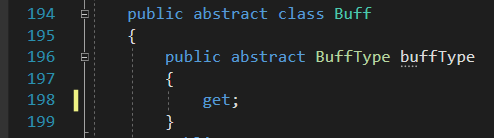 194 public abstract class Buff
195 {
196 public abstract BuffType buffType
197 {
198 get;
199 }